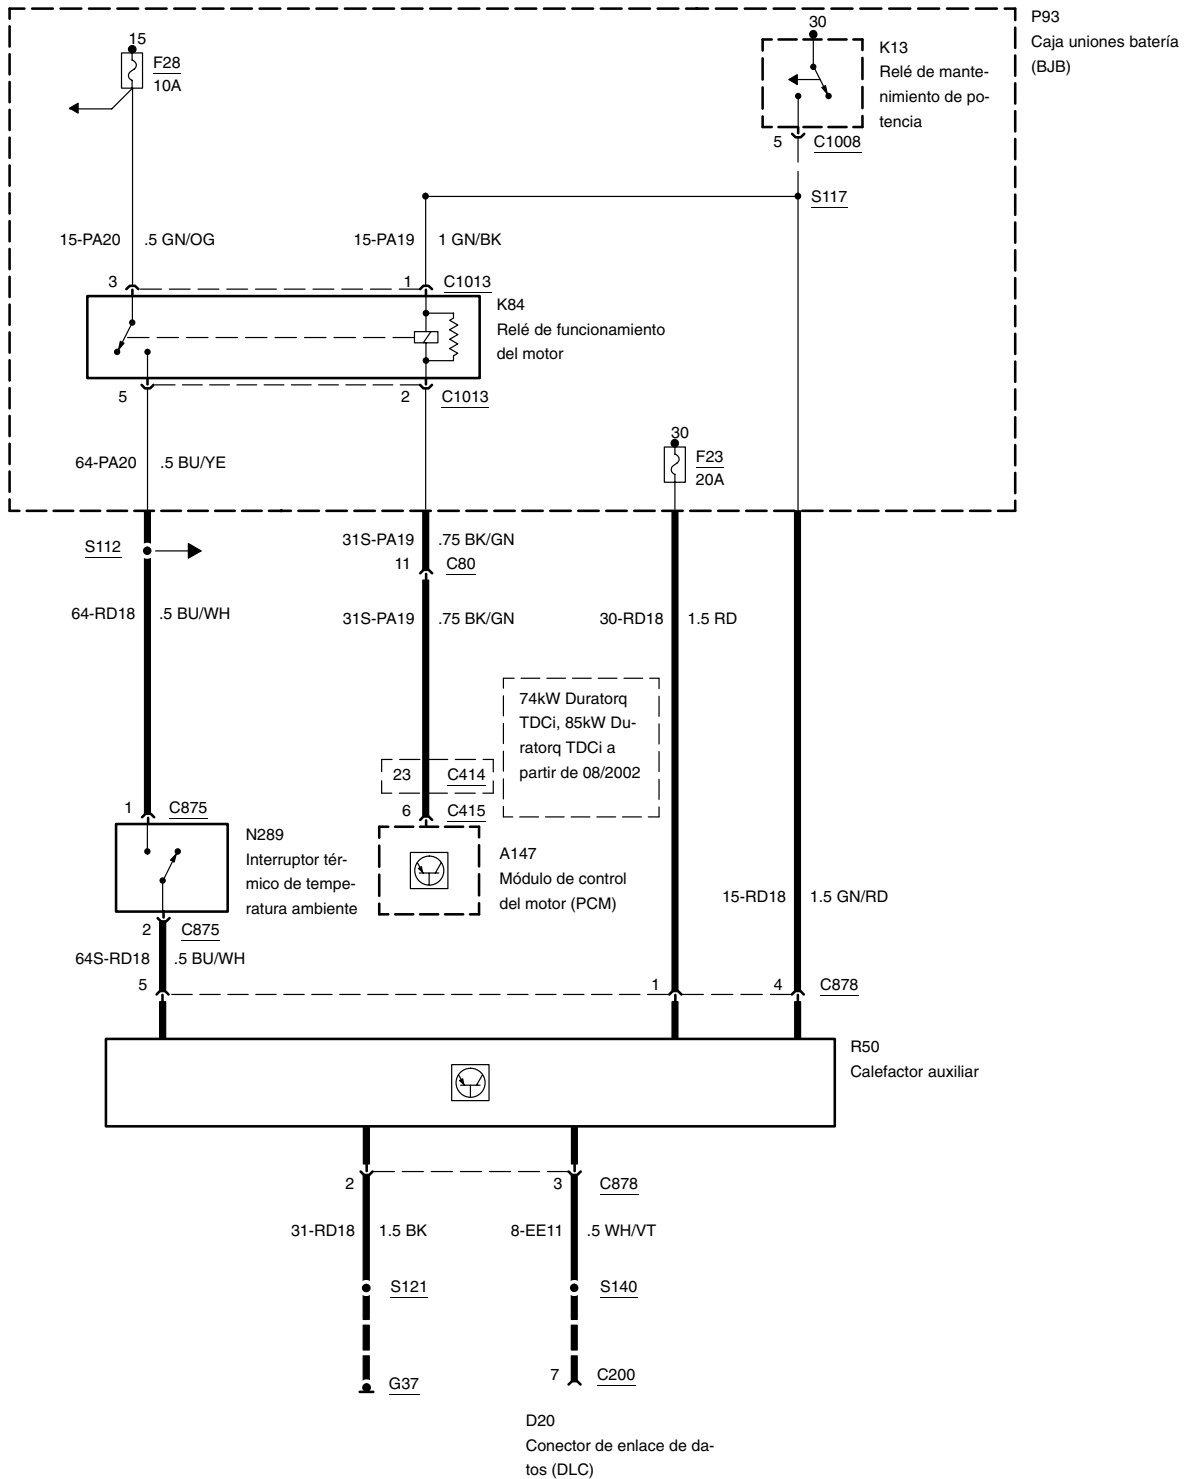 P93
Caja uniones batería
(BJB)
15
F28
10A
30
K13
Relé de mante-
nimiento de po-
tencia
5 C1008
S117
15-PA20 .5 GN/OG
15-PA19 1 GN/BK
3
1 C1013
K84
Relé de funcionamiento
del motor
5
2 C1013
64-PA20 .5 BU/YE
30
F23
20A
S112
31S-PA19 .75 BK/GN
11 C80
64-RD18 .5 BU/WH
31S-PA19 .75 BK/GN
30-RD18 1.5 RD
74kW Duratorq
TDCi, 85kW Du-
ratorq TDCi a
partir de 08/2002
23 C414
1 C875
6 C415
N289
Interruptor tér-
mico de tempe-
ratura ambiente
A147
Módulo de control
del motor (PCM)
15-RD18 1.5 GN/RD
2 C875
64S-RD18 .5 BU/WH
5
1
4 C878
R50
Calefactor auxiliar
2
3 C878
31-RD18 1.5 BK
8-EE11 .5 WH/VT
S121
S140
G37
7 C200
D20
Conector de enlace de da-
tos (DLC)